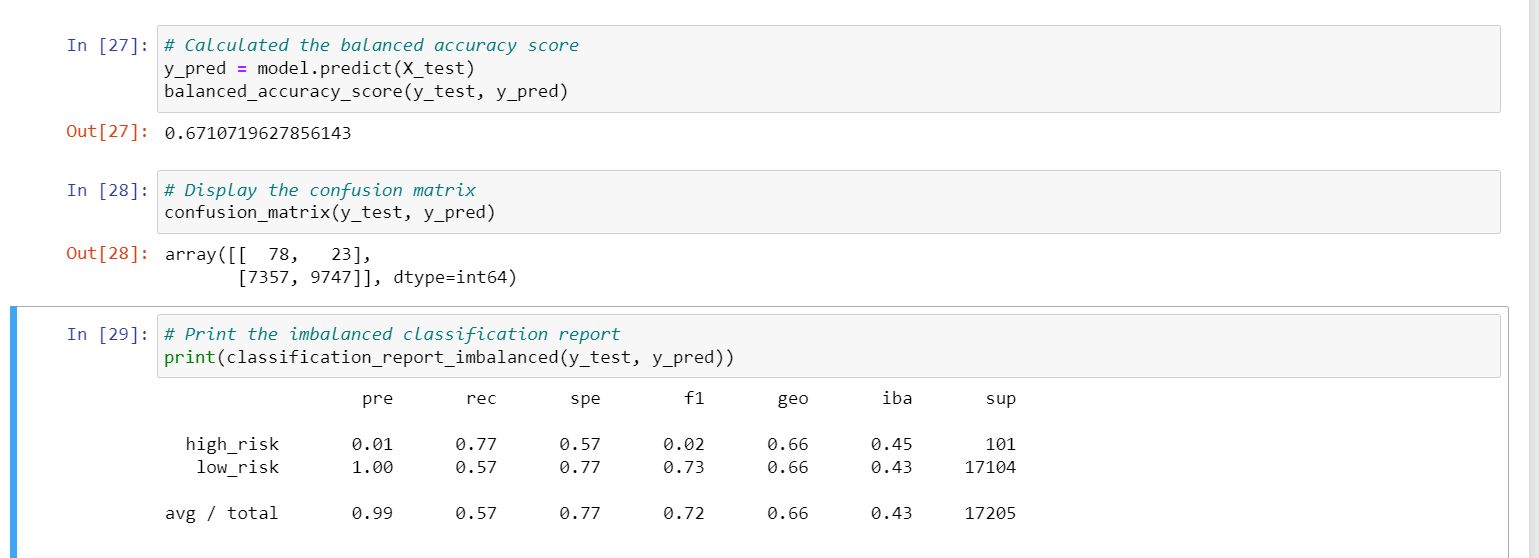 In [27]: # Calculated the balanced accuracy score
y_pred = model.predict(X_test)
balanced_accuracy_score(y_test, y_pred)
Out[27]: 0.6710719627856143
In [28]: # Display the confusion matrix
confusion_matrix(y_test, y_pred)
Out[28]: array([[  78,   23],
       [7357, 9747]], dtype=int64)
In [29]: # Print the imbalanced classification report
print(classification_report_imbalanced(y_test, y_pred))
pre rec spe f1 geo iba sup
high_risk 0.01 0.77 0.57 0.02 0.66 0.45 101
low_risk 1.00 0.57 0.77 0.73 0.66 0.43 17104
avg / total 0.99 0.57 0.77 0.72 0.66 0.43 17205